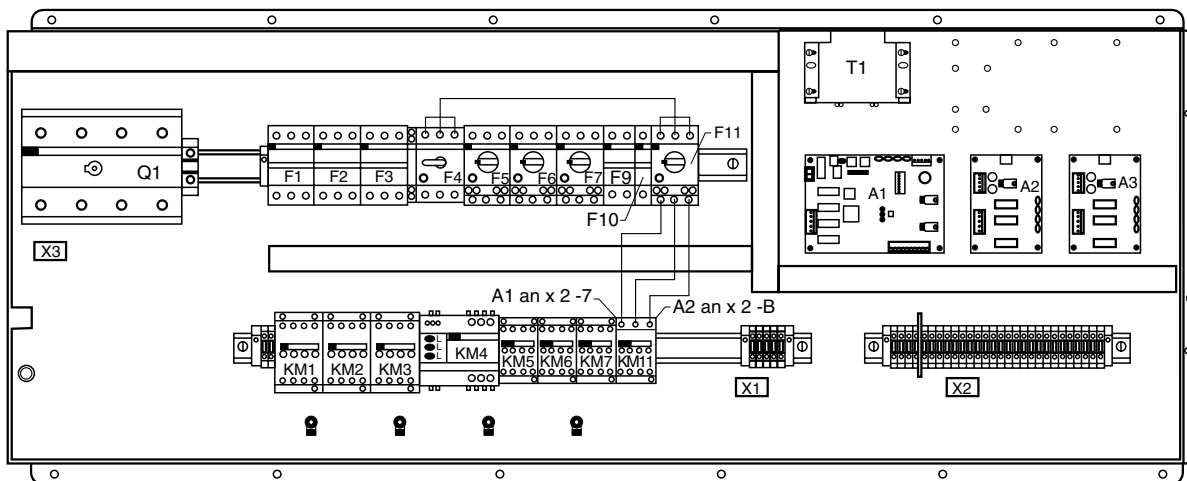 T1
F11
Q1
F1
F2
F3
F4
F5
F6
F7
F9
A1
A2
A3
F10
X3
A1 an x 2 -7
A2 an x 2 -B
L
L
L
KM1
KM2
KM3
KM4
KM5
KM6
KM7
KM11
X1
X2